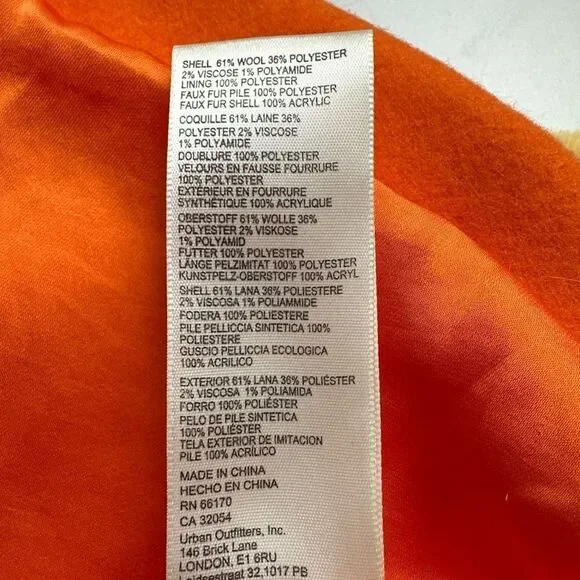 SHELL 61% WOOL 36% POLYESTER
2% VISCOSE 1% POLYAMIDE
LINING 100% POLYESTER
FAUX FUR PILE 100% POLYESTER
FAUX FUR SHELL 100% ACRYLIC
COQUILLE 61% LAINE 36%
POLYESTER 2% VISCOSE
1% POLYAMIDE
DOUBLURE 100% POLYESTER
VELOURS EN FAUSSE FOURRURE
100% POLYESTER
EXTÉRIEUR EN FOURRURE
SYNTHÉTIQUE 100% ACRYLIQUE
OBERSTOFF 61% WOLLE 36%
POLYESTER 2% VISKOSE
1% POLYAMID
FUTTER 100% POLYESTER
LÄNGE PELZIMITAT 100% POLYESTER
KUNSTPELZ-OBERSTOFF 100% ACRYL
SHELL 61% LANA 36% POLIESTERE
2% VISCOSA 1% POLIAMMIDE
FODERA 100% POLIESTERE
PILE PELLICCIA SINTETICA 100%
POLIESTERE
GUSCIO PELLICCIA ECOLOGICA
100% ACRILICO
EXTERIOR 61% LANA 36% POLIÉSTER
2% VISCOSA 1% POLIAMIDA
FORRO 100% POLIÉSTER
PELO DE PILE SINTÉTICA
100% POLIÉSTER
TELA EXTERIOR DE IMITACION
PILE 100% ACRÍLICO
MADE IN CHINA
HECHO EN CHINA
RN 66170
CA 32054
Urban Outfitters, Inc.
146 Brick Lane
LONDON, E1 6RU
Leidsestraat 32,1017 PB